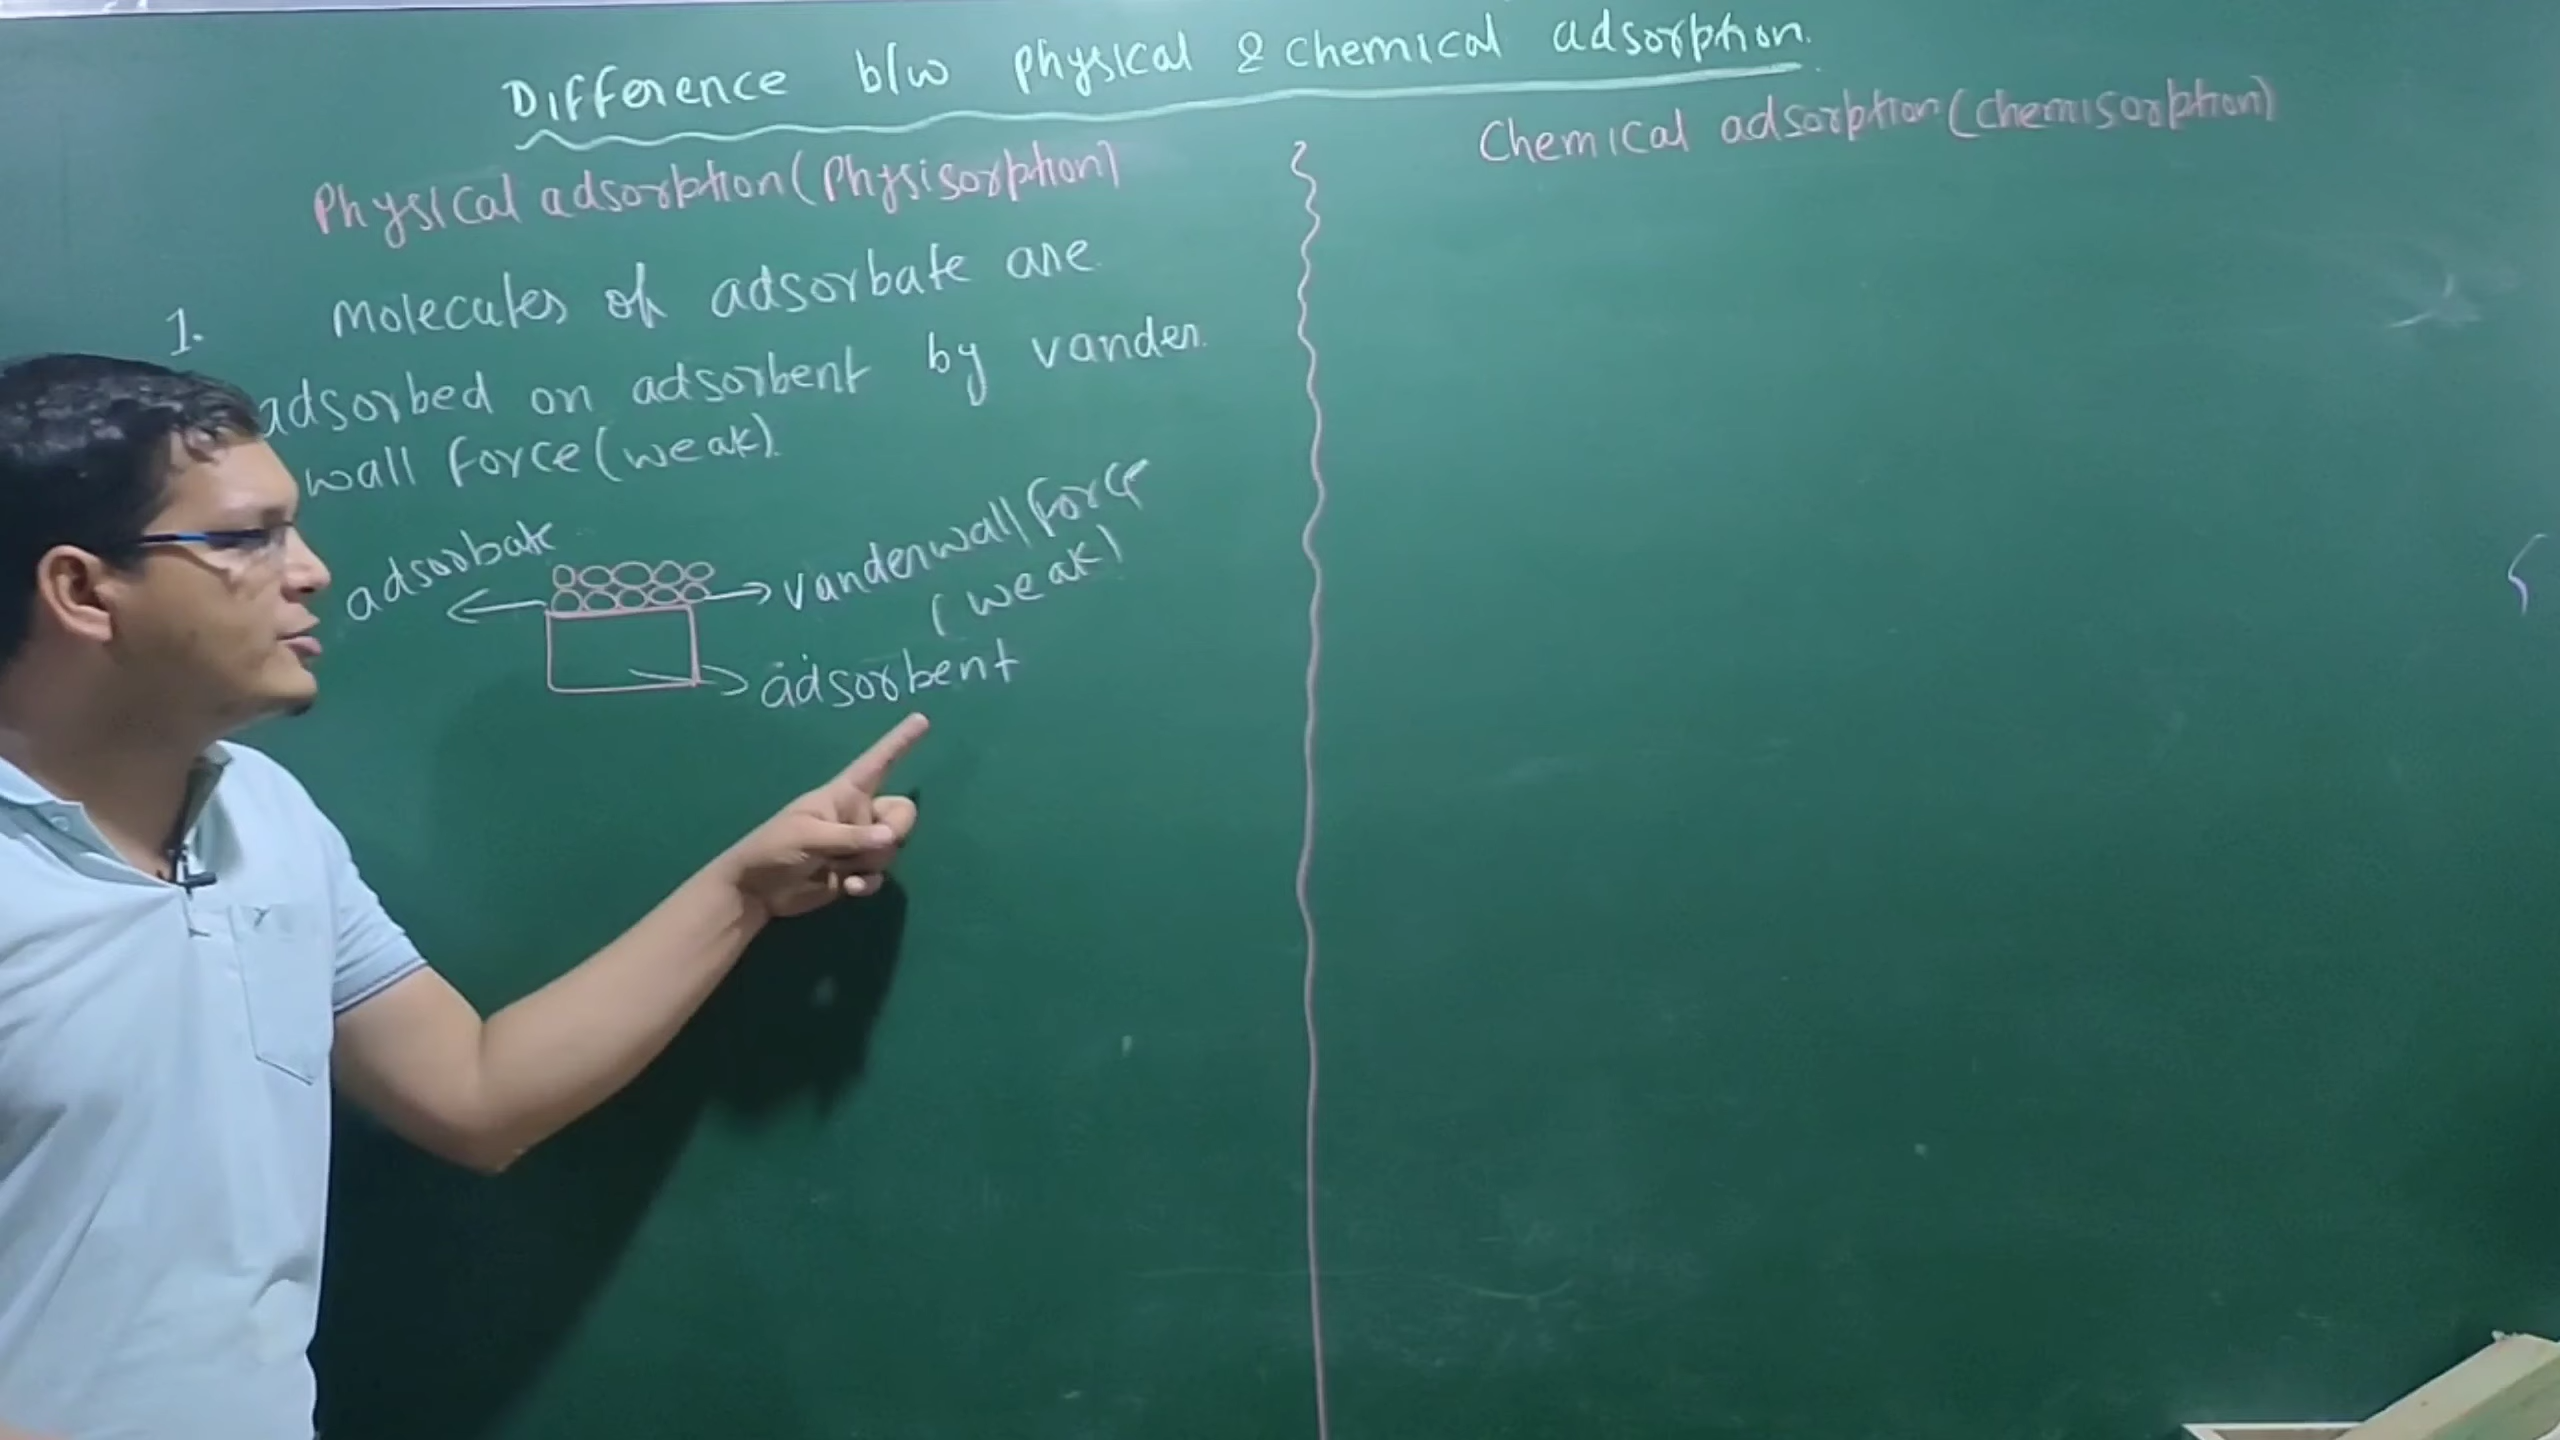 Difference b/w physical & chemical adsorption.
Physical adsorption (Physisorption)
Chemical adsorption (chemisorption)
1. Molecules of adsorbate are
adsorbed on adsorbent by vander
wall force (weak).
adsorbate
vanderwall force
(weak)
adsorbent